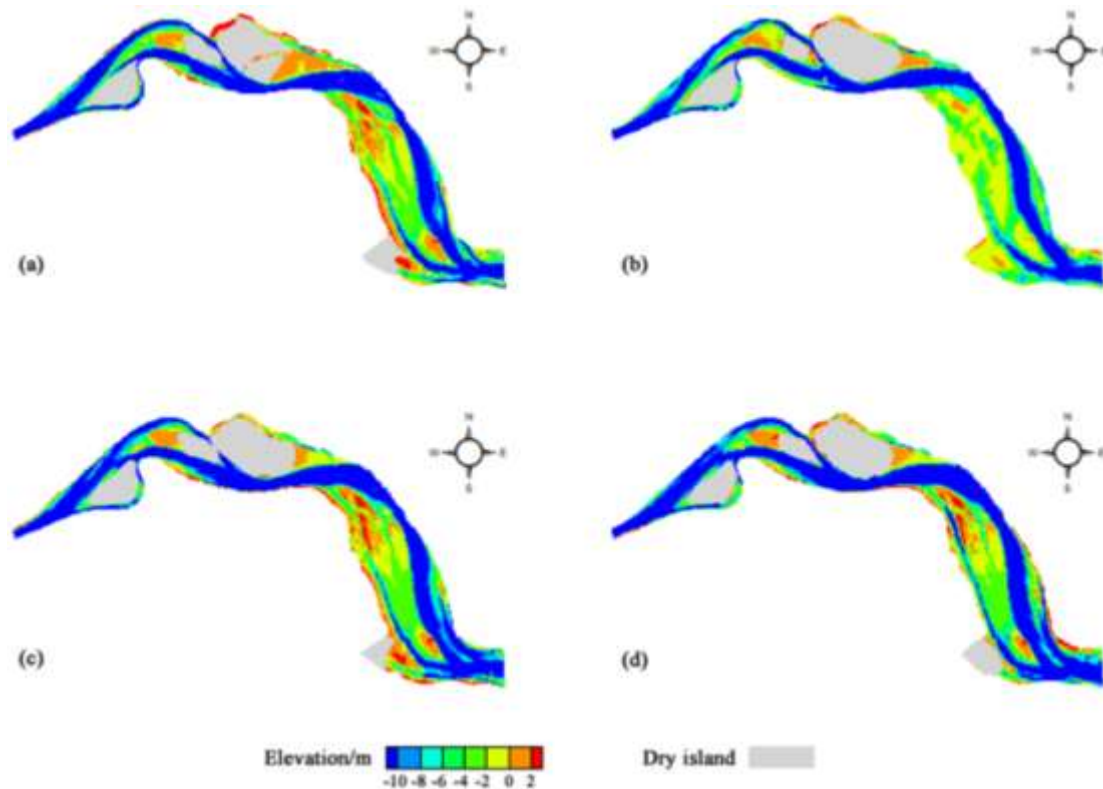 N
W E
S
(a)
N
W E
S
(b)
N
W E
S
(c)
N
W E
S
(d)
Elevation/m
-10 -8 -6 -4 -2 0 2
Dry island